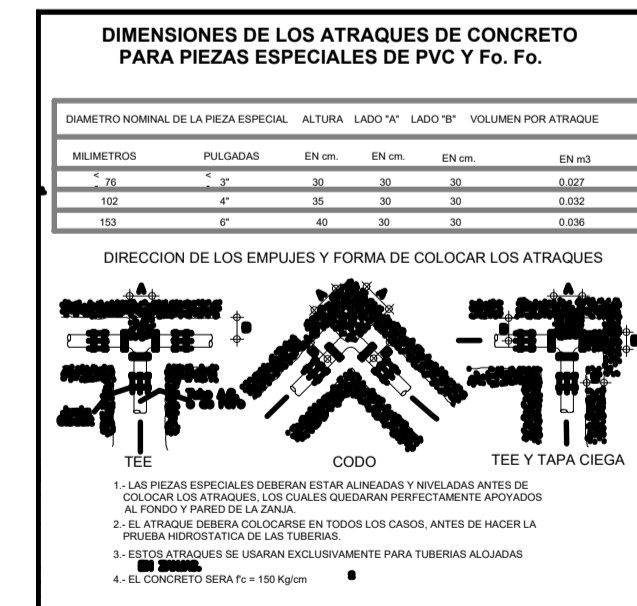 DIMENSIONES DE LOS ATRAQUES DE CONCRETO
PARA PIEZAS ESPECIALES DE PVC Y Fo. Fo.
DIAMETRO NOMINAL DE LA PIEZA ESPECIAL ALTURA LADO "A" LADO "B" VOLUMEN POR ATRAQUE
MILIMETROS PULGADAS EN cm. EN cm. EN cm. EN m3
< 76 < 3" 30 30 30 0.027
102 4" 35 30 30 0.032
153 6" 40 30 30 0.036
DIRECCION DE LOS EMPUJES Y FORMA DE COLOCAR LOS ATRAQUES
A
A
TEE
CODO
TEE Y TAPA CIEGA
1.- LAS PIEZAS ESPECIALES DEBERAN ESTAR ALINEADAS Y NIVELADAS ANTES DE
COLOCAR LOS ATRAQUES, LOS CUALES QUEDARAN PERFECTAMENTE APOYADOS
AL FONDO Y PARED DE LA ZANJA.
2.- EL ATRAQUE DEBERA COLOCARSE EN TODOS LOS CASOS, ANTES DE HACER LA
PRUEBA HIDROSTATICA DE LAS TUBERIAS.
3.- ESTOS ATRAQUES SE USARAN EXCLUSIVAMENTE PARA TUBERIAS ALOJADAS
EN ZANJAS.
4.- EL CONCRETO SERA f'c = 150 Kg/cm